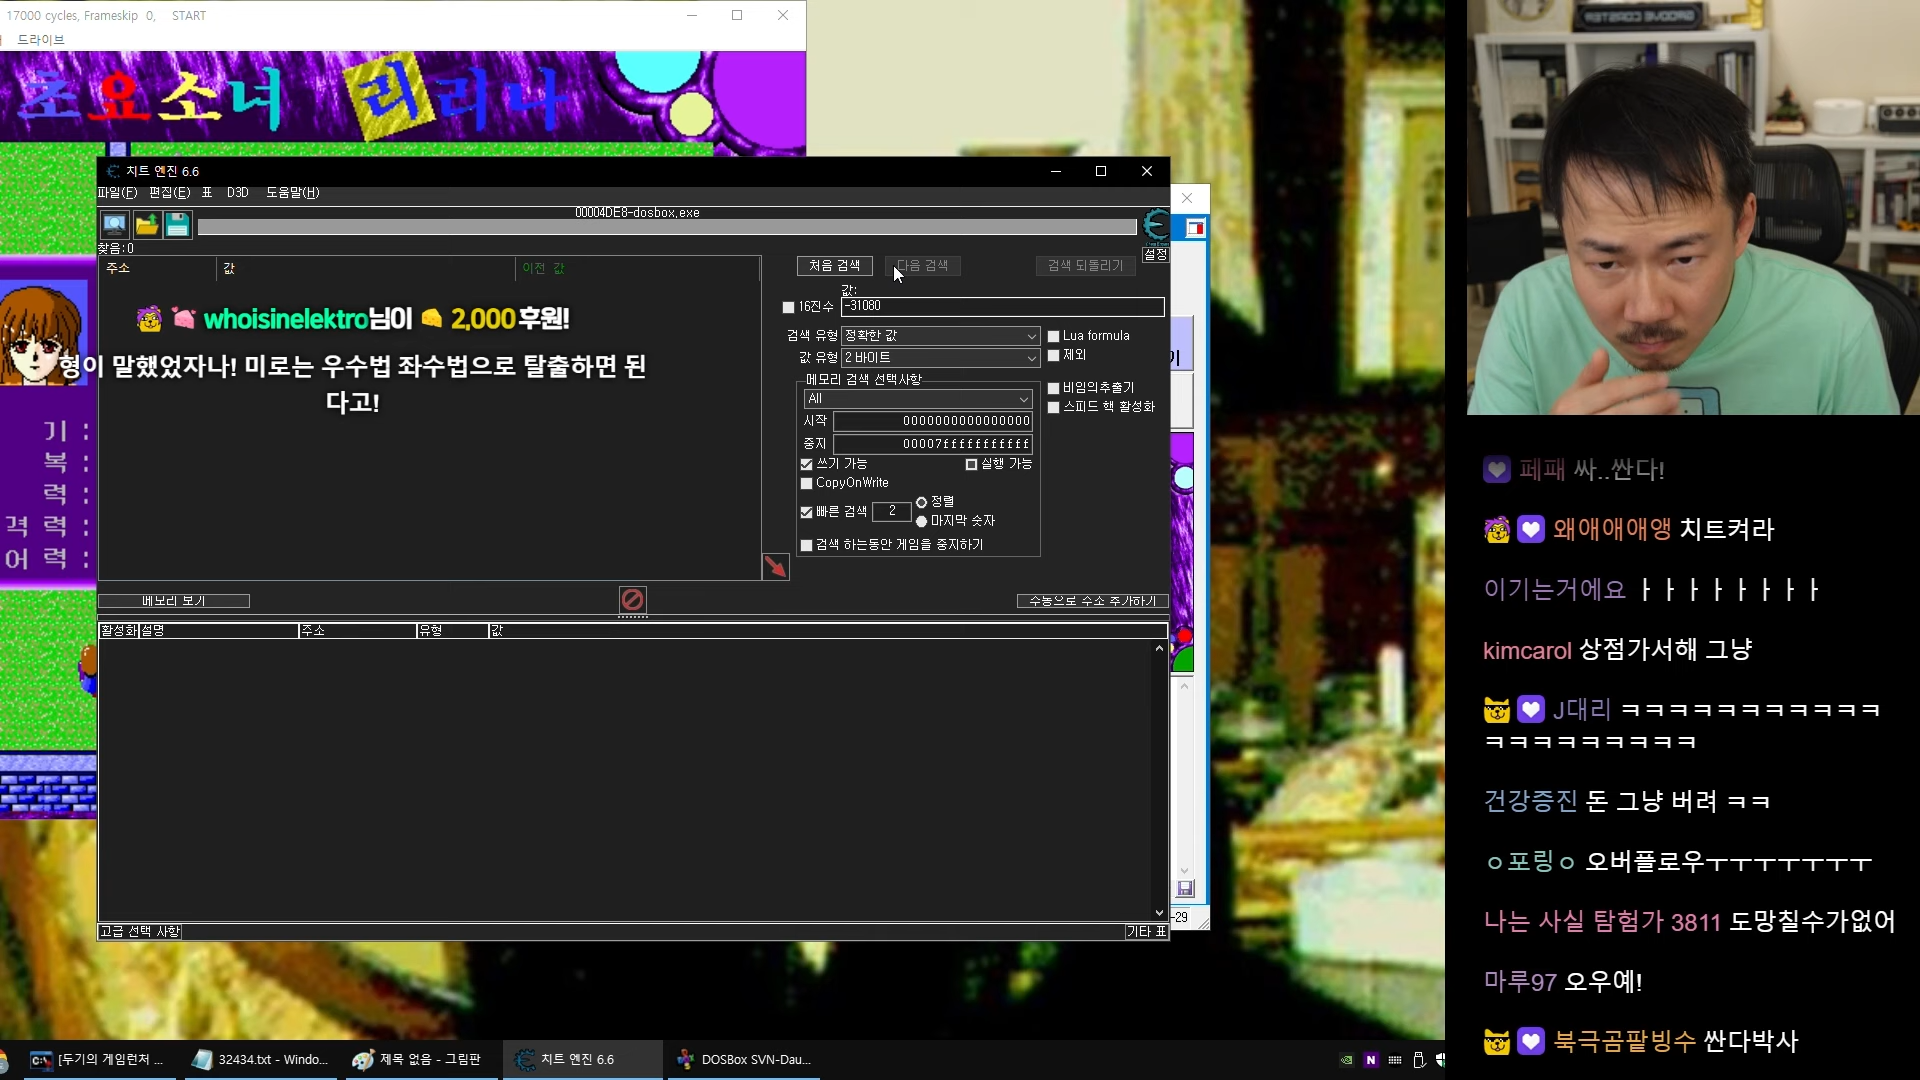 17000 cycles, Frameskip 0, START
드라이브
초요소녀 리리나
치트 엔진 6.6
파일(F) 편집(E) 표 D3D 도움말(H)
00004DE8-dosbox.exe
찾음:0
설정
주소 값 이전 값
처음 검색 다음 검색 검색 되돌리기
값:
16진수 -31080
검색 유형 정확한 값 Lua formula
값 유형 2 바이트 제외
메모리 검색 선택사항
All
비임의추출기
스피드 핵 활성화
시작 0000000000000000
중지 00007fffffffffff
쓰기 가능 실행 가능
CopyOnWrite
빠른 검색 2 정렬
마지막 숫자
검색 하는동안 게임을 중지하기
whoisinelektro님이 2,000후원!
형이 말했었자나! 미로는 우수법 좌수법으로 탈출하면 된
다고!
기 :
복 :
력 :
격 력 :
어 력 :
메모리 보기 수동으로 주소 추가하기
활성화 설명 주소 유형 값
고급 선택 사항 기타 표
-29
페패 싸..싼다!
왜애애애앵 치트켜라
이기는거에요 ㅏㅏㅏㅏㅏㅏㅏㅏ
kimcarol 상점가서해 그냥
J대리 ㅋㅋㅋㅋㅋㅋㅋㅋㅋㅋㅋ
ㅋㅋㅋㅋㅋㅋㅋㅋㅋ
건강증진 돈 그냥 버려 ㅋㅋ
ㅇ포링ㅇ 오버플로우ㅜㅜㅜㅜㅜㅜㅜ
나는 사실 탐험가 3811 도망칠수가없어
마루97 오우예!
북극곰팥빙수 싼다박사
[두기의 게임런처 ... 32434.txt - Windo... 제목 없음 - 그림판 치트 엔진 6.6 DOSBox SVN-Dau...